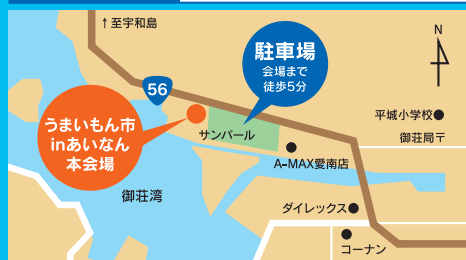 ↑至宇和島
N
駐車場
会場まで
徒歩5分
56
うまいもん市
inあいなん
本会場
サンパール
平城小学校
御荘局〒
A-MAX愛南店
御荘湾
ダイレックス
コーナン